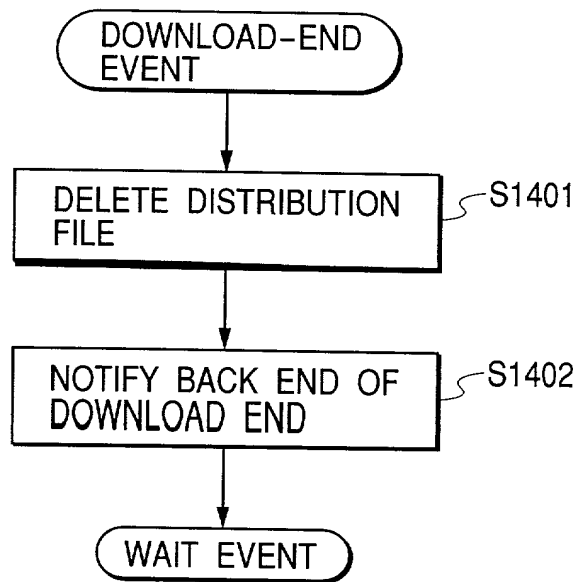 DOWNLOAD-END
EVENT
DELETE DISTRIBUTION
FILE
S1401
NOTIFY BACK END OF
DOWNLOAD END
S1402
WAIT EVENT